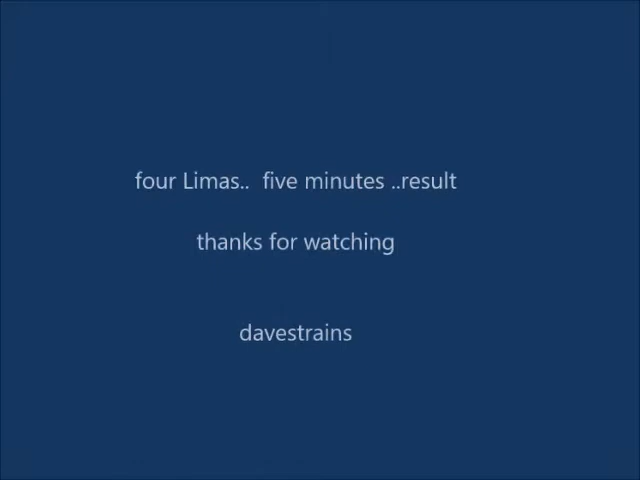 four Limas..  five minutes ..result
thanks for watching
davestrains